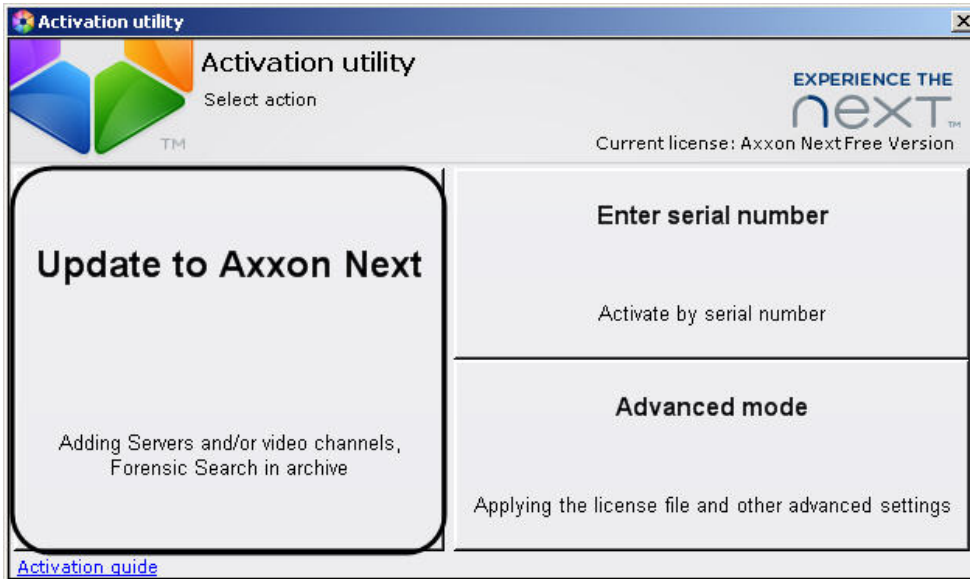 Activation utility
Activation utility
Select action
TM
EXPERIENCE THE
next TM
Current license: Axxon NextFree Version
Update to Axxon Next
Adding Servers and/or video channels,
Forensic Search in archive
Enter serial number
Activate by serial number
Advanced mode
Applying the license file and other advanced settings
Activation guide